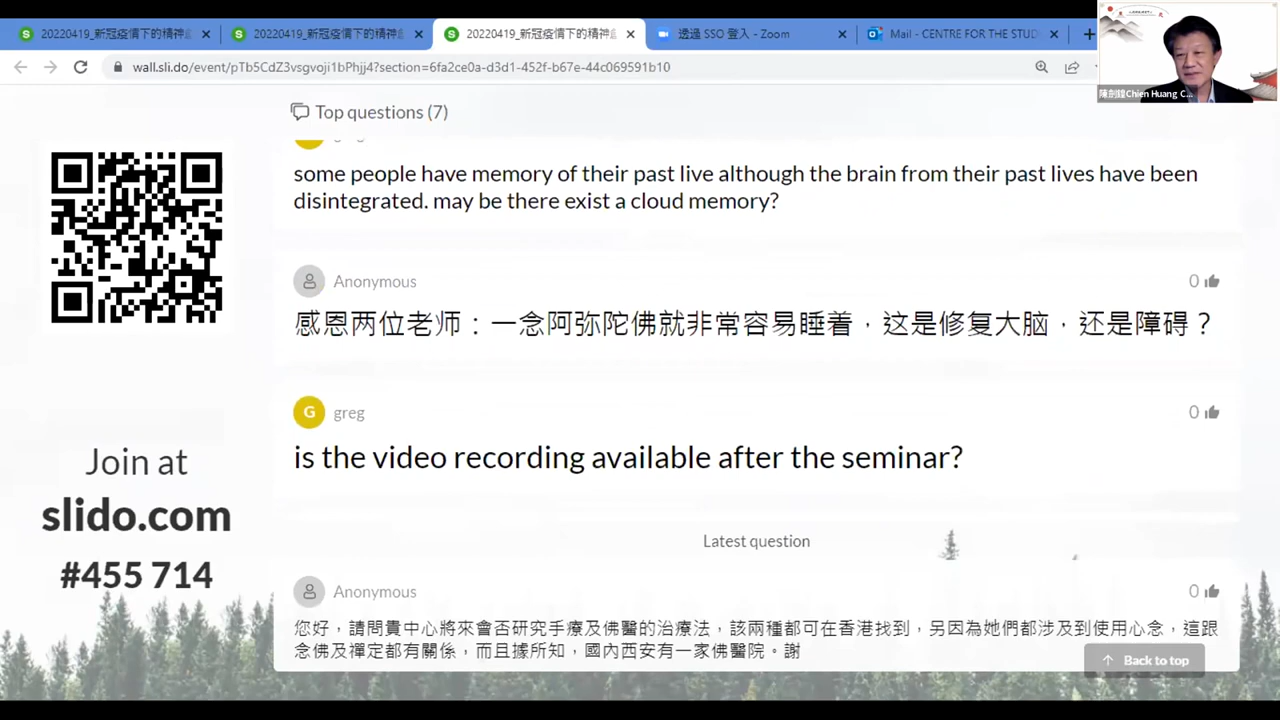 20220419_新冠疫情下的精神
20220419_新冠疫情下的精神
20220419_新冠疫情下的精神
透過 SSO 登入 - Zoom
Mail - CENTRE FOR THE STUD
wall.sli.do/event/pTb5CdZ3vsgvoji1bPhjj4?section=6fa2ce0a-d3d1-452f-b67e-44c069591b10
陳劍鍠Chien Huang C...
Top questions (7)
some people have memory of their past live although the brain from their past lives have been
disintegrated. may be there exist a cloud memory?
Anonymous
0
感恩两位老师：一念阿弥陀佛就非常容易睡着，这是修复大脑，还是障碍？
G greg
0
is the video recording available after the seminar?
Join at
slido.com
#455 714
Latest question
Anonymous
0
您好，請問貴中心將來會否研究手療及佛醫的治療法，該兩種都可在香港找到，另因為她們都涉及到使用心念，這跟
念佛及禪定都有關係，而且據所知，國內西安有一家佛醫院。謝
Back to top